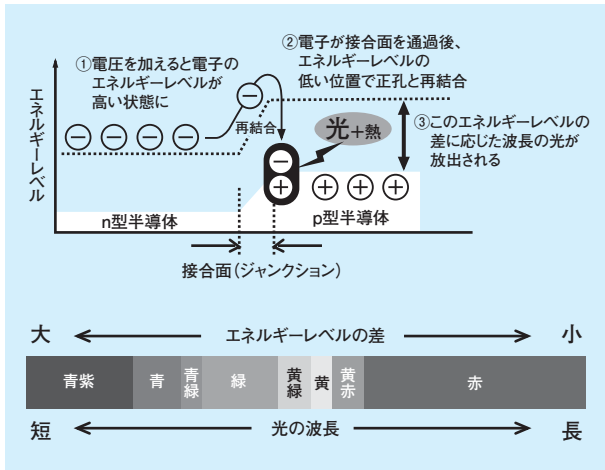 ①電圧を加えると電子の
エネルギーレベルが
高い状態に
②電子が接合面を通過後、
エネルギーレベルの
低い位置で正孔と再結合
エネルギーレベル
再結合
光+熱
③このエネルギーレベルの
差に応じた波長の光が
放出される
n型半導体
p型半導体
接合面(ジャンクション)
大
エネルギーレベルの差
小
青紫
青
青緑
緑
黄緑
黄
黄赤
赤
短
光の波長
長